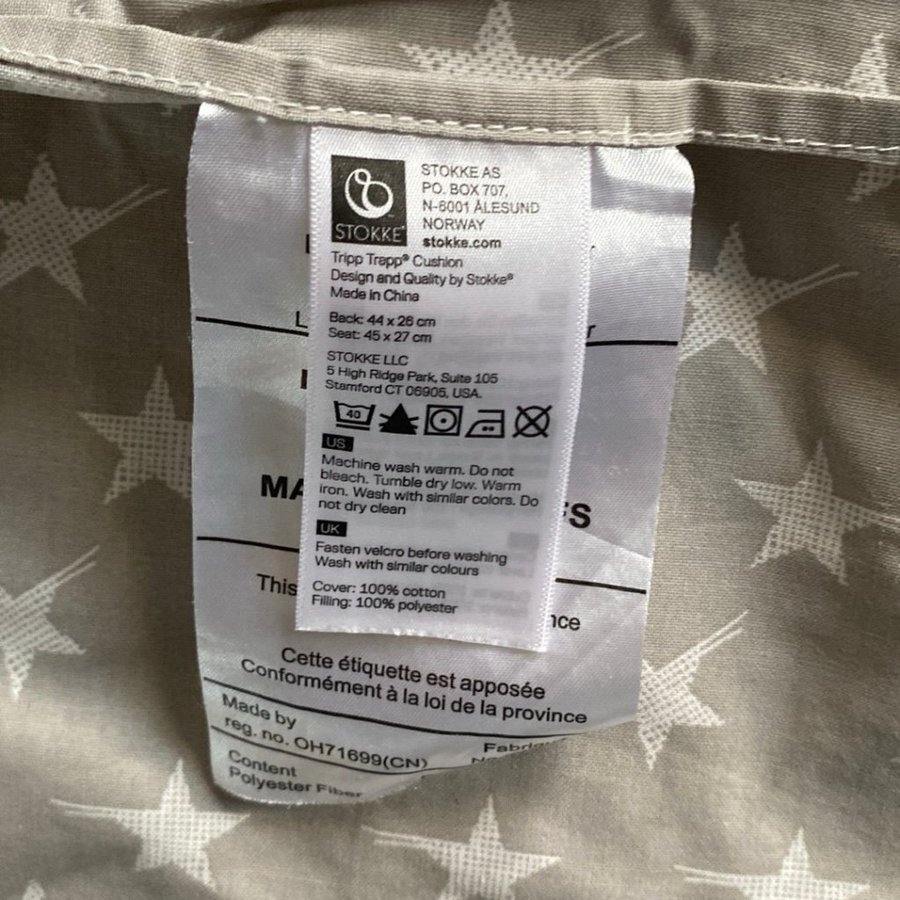 STOKKE
STOKKE AS
PO. BOX 707,
N-6001 ÅLESUND
NORWAY
stokke.com
Tripp Trapp® Cushion
Design and Quality by Stokke®
Made in China
Back: 44 x 26 cm
Seat: 45 x 27 cm
STOKKE LLC
5 High Ridge Park, Suite 105
Stamford CT 06905, USA.
40
US
Machine wash warm. Do not
bleach. Tumble dry low. Warm
iron. Wash with similar colors. Do
not dry clean
UK
Fasten velcro before washing
Wash with similar colours
Cover: 100% cotton
Filling: 100% polyester
This
Cette étiquette est apposée
Conformément à la loi de la province
Made by
reg. no. OH71699(CN)
Content
Polyester Fiber